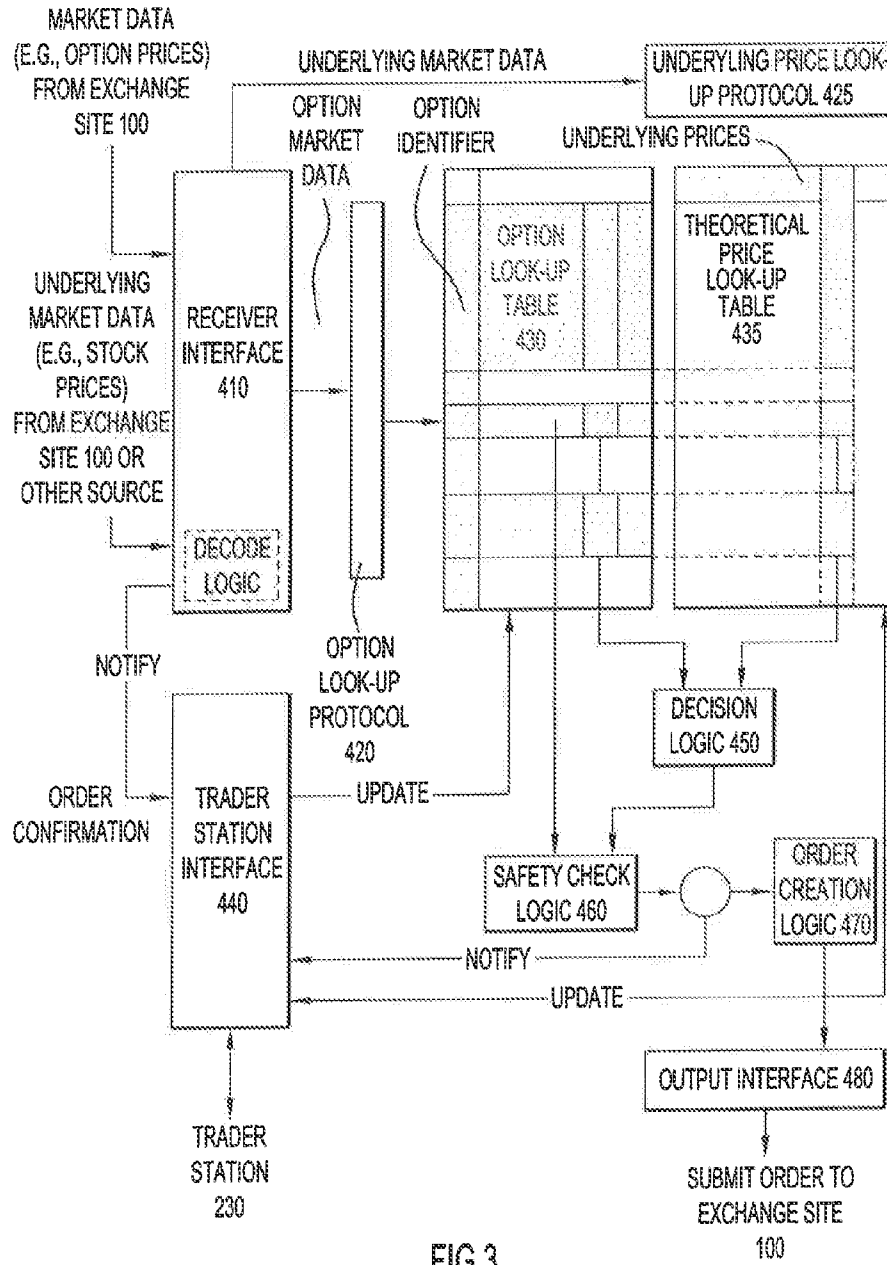 MARKET DATA
(E.G., OPTION PRICES)
FROM EXCHANGE
SITE 100
UNDERLYING MARKET DATA
UNDERYLING PRICE LOOK-
UP PROTOCOL 425
OPTION
MARKET
DATA
OPTION
IDENTIFIER
UNDERLYING PRICES
UNDERLYING
MARKET DATA
(E.G., STOCK
PRICES)
FROM EXCHANGE
SITE 100 OR
OTHER SOURCE
RECEIVER
INTERFACE
410
DECODE
LOGIC
OPTION
LOOK-UP
TABLE
430
THEORETICAL
PRICE
LOOK-UP
TABLE
435
NOTIFY
OPTION
LOOK-UP
PROTOCOL
420
ORDER
CONFIRMATION
TRADER
STATION
INTERFACE
440
UPDATE
DECISION
LOGIC 450
SAFETY CHECK
LOGIC 460
ORDER
CREATION
LOGIC 470
NOTIFY
UPDATE
OUTPUT INTERFACE 480
TRADER
STATION
230
SUBMIT ORDER TO
EXCHANGE SITE
100
FIG.3